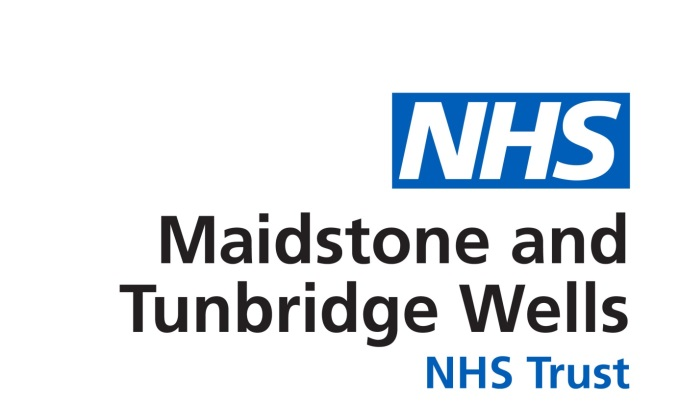 NHS
Maidstone and
Tunbridge Wells
NHS Trust